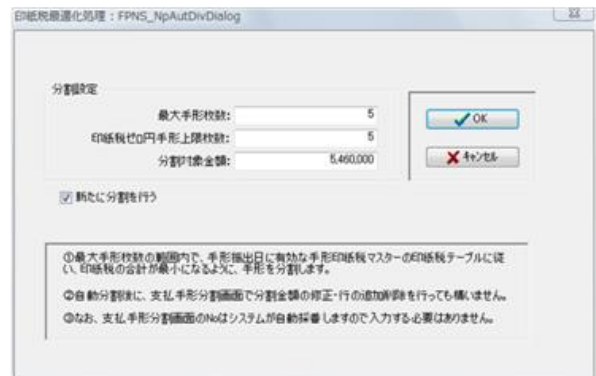 印紙税最適化処理：FPNS_NpAutDivDialog
分割設定
最大手形枚数: 5
印紙税ゼロ円手形上限枚数: 5
分割対象金額: 5,460,000
OK
キャンセル
新たに分割を行う
①最大手形枚数の範囲内で、手形振出日に有効な手形印紙税マスターの印紙税テーブルに従
い、印紙税の合計が最小になるように、手形を分割します。
②自動分割後に、支払手形分割画面で分割金額の修正・行の追加削除を行っても構いません。
③なお、支払手形分割画面のNoはシステムが自動採番しますので入力する必要はありません。